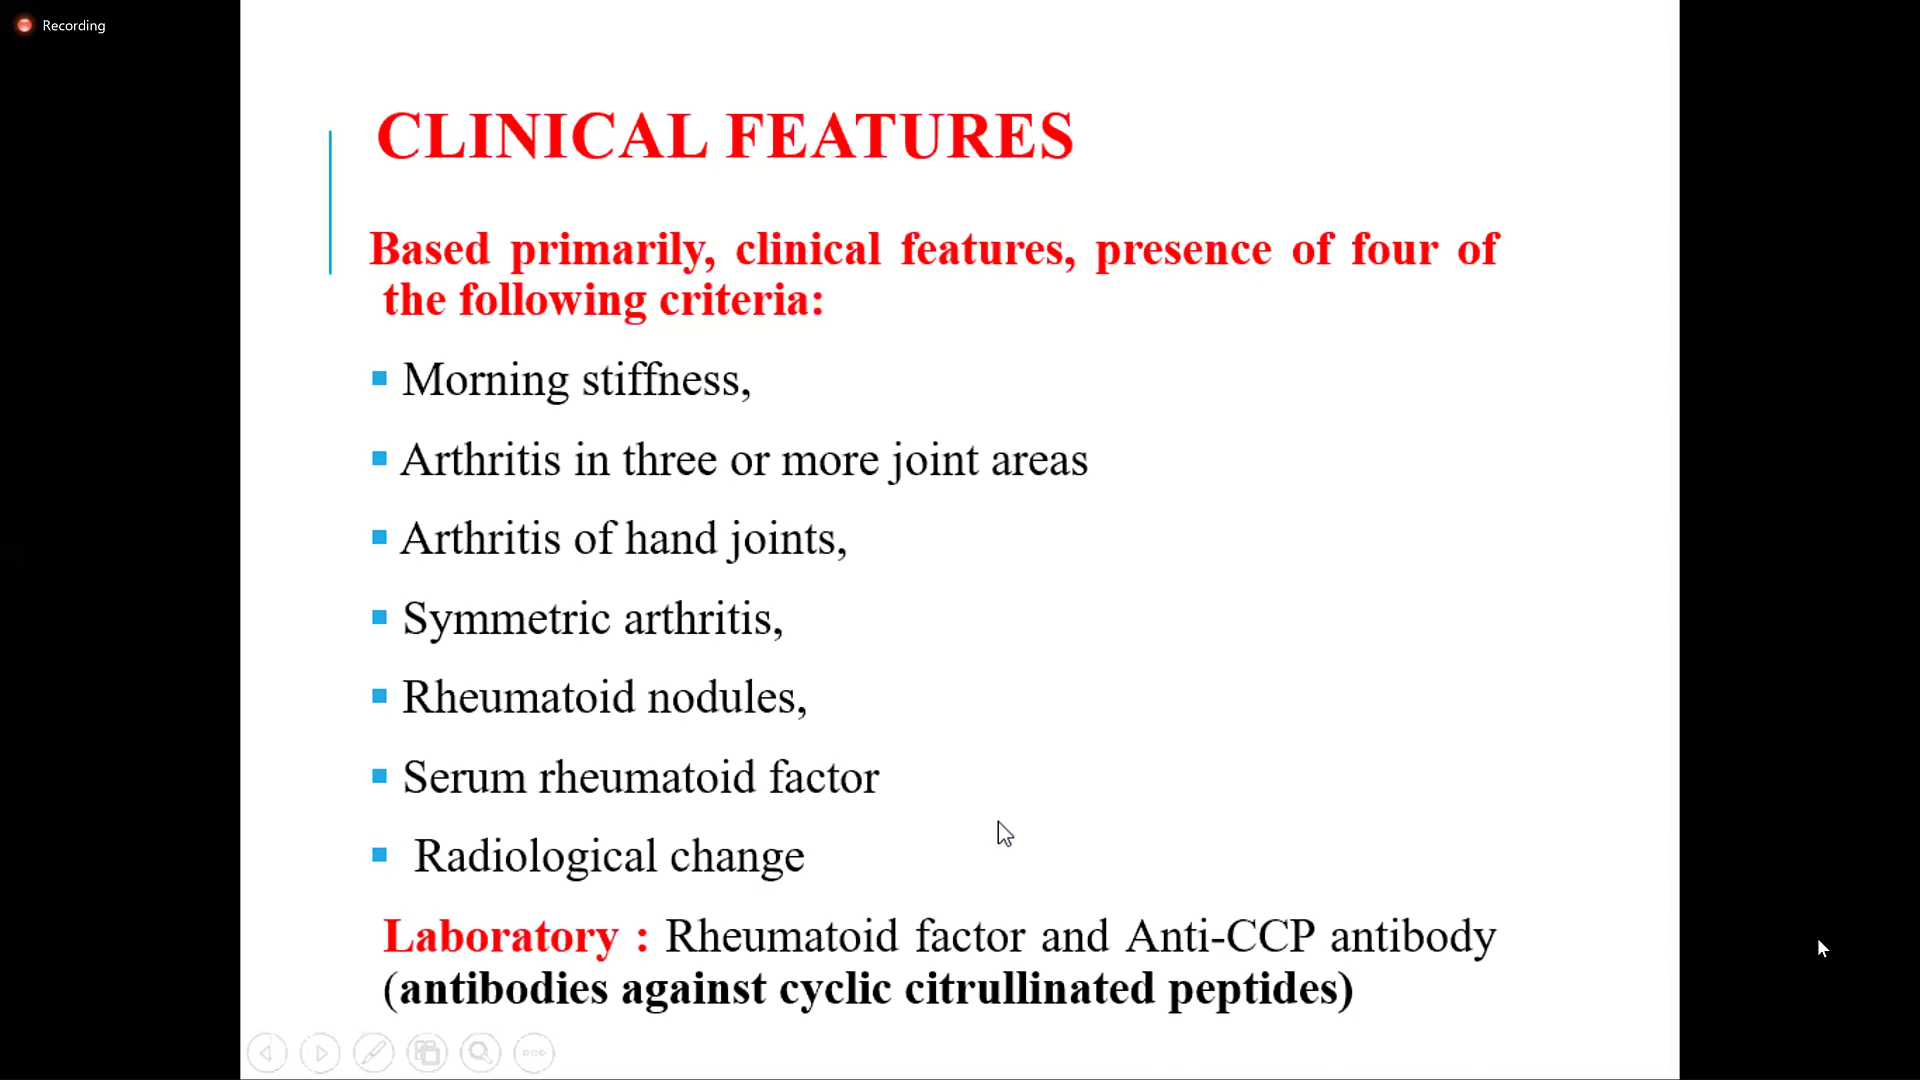 Recording
CLINICAL FEATURES
Based primarily, clinical features, presence of four of
the following criteria:
Morning stiffness,
Arthritis in three or more joint areas
Arthritis of hand joints,
Symmetric arthritis,
Rheumatoid nodules,
Serum rheumatoid factor
Radiological change
Laboratory : Rheumatoid factor and Anti-CCP antibody
(antibodies against cyclic citrullinated peptides)